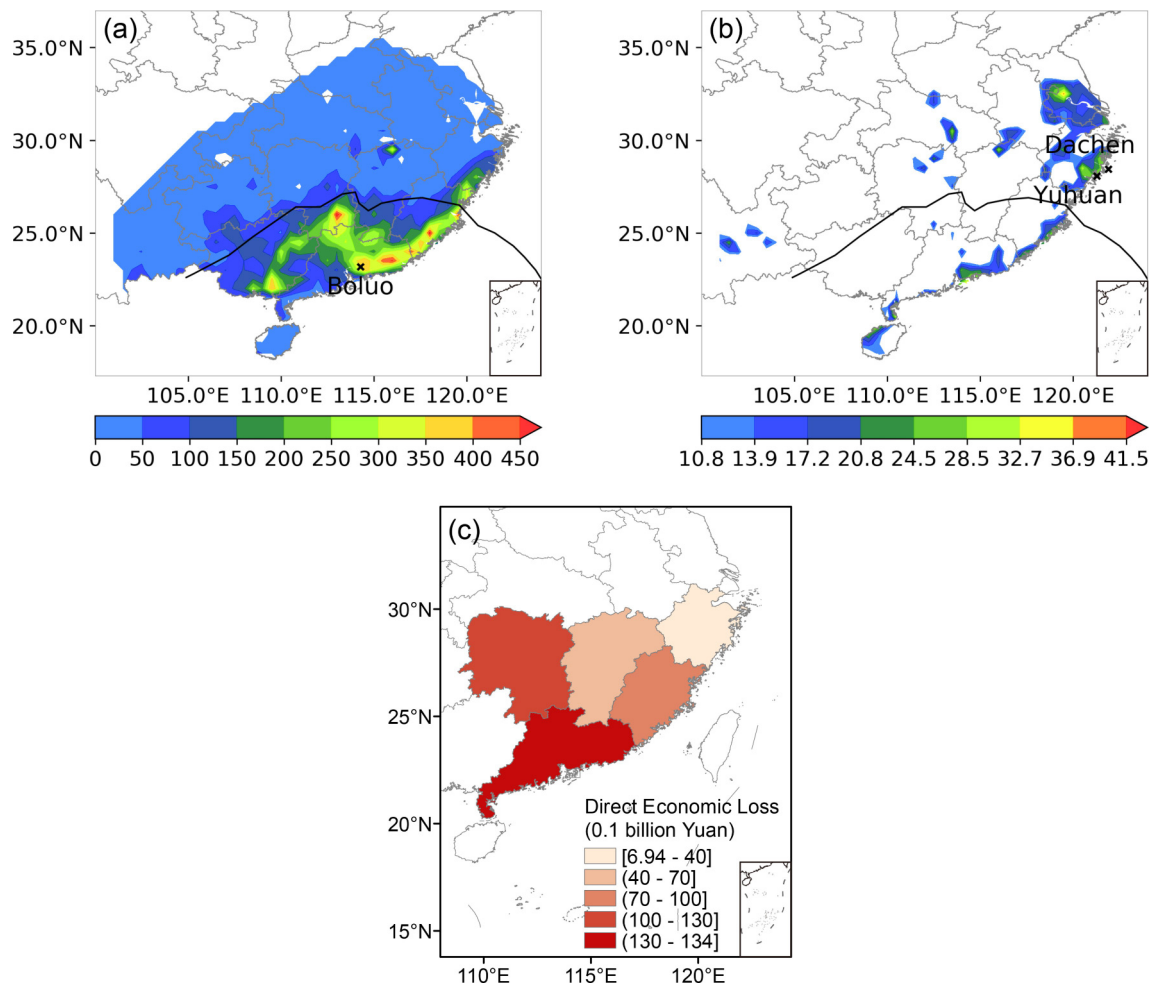 (a)
35.0°N
30.0°N
25.0°N
20.0°N
Boluo
105.0°E 110.0°E 115.0°E 120.0°E
0 50 100 150 200 250 300 350 400 450
(b)
35.0°N
30.0°N
25.0°N
20.0°N
Dachen
Yuhuan
105.0°E 110.0°E 115.0°E 120.0°E
10.8 13.9 17.2 20.8 24.5 28.5 32.7 36.9 41.5
(c)
30°N
25°N
20°N
15°N
Direct Economic Loss
(0.1 billion Yuan)
[6.94 - 40]
(40 - 70]
(70 - 100]
(100 - 130]
(130 - 134]
110°E 115°E 120°E